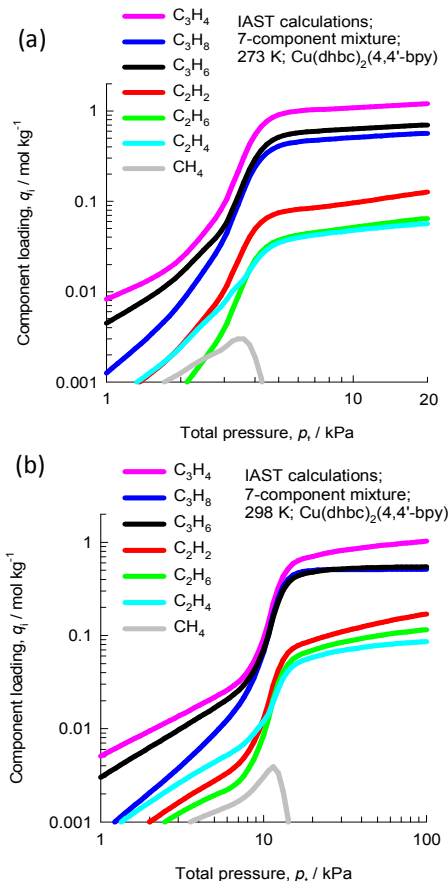 (a)
C₃H₄
C₃H₈
C₃H₆
C₂H₂
C₂H₆
C₂H₄
CH₄
IAST calculations;
7-component mixture;
273 K; Cu(dhbc)₂(4,4'-bpy)
Component loading, qᵢ / mol kg⁻¹
1
0.1
0.01
0.001
1
10
20
Total pressure, pₜ / kPa
(b)
C₃H₄
C₃H₈
C₃H₆
C₂H₂
C₂H₆
C₂H₄
CH₄
IAST calculations;
7-component mixture;
298 K; Cu(dhbc)₂(4,4'-bpy)
Component loading, qᵢ / mol kg⁻¹
1
0.1
0.01
0.001
1
10
100
Total pressure, pₜ / kPa